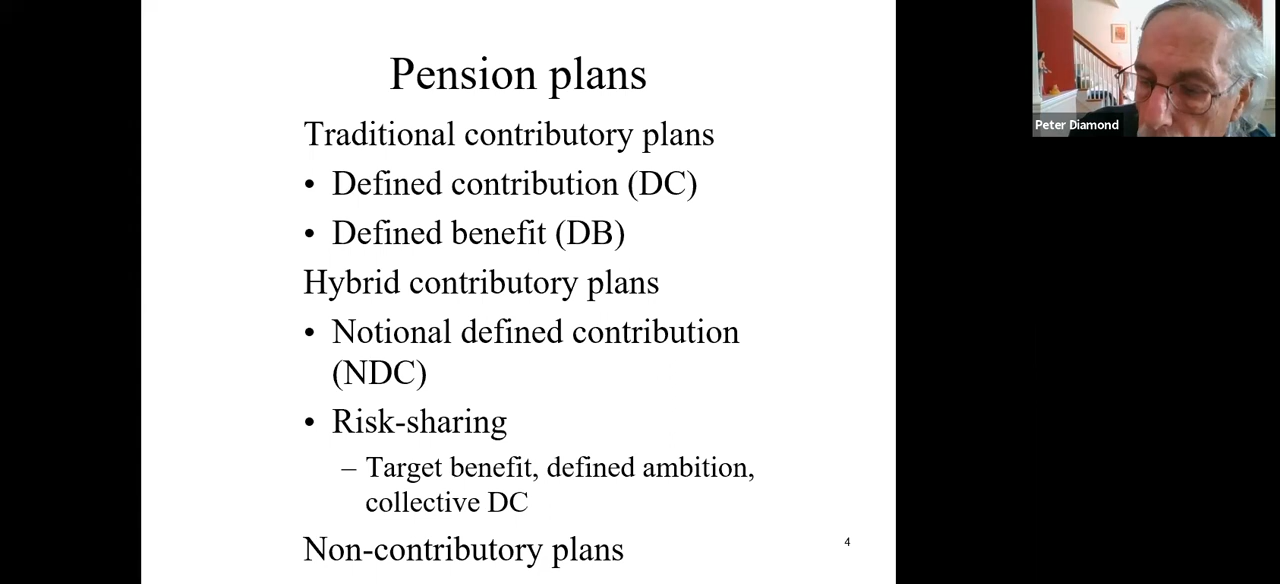 Pension plans
Traditional contributory plans
• Defined contribution (DC)
• Defined benefit (DB)
Hybrid contributory plans
• Notional defined contribution
(NDC)
• Risk-sharing
– Target benefit, defined ambition,
collective DC
Non-contributory plans
4
Peter Diamond